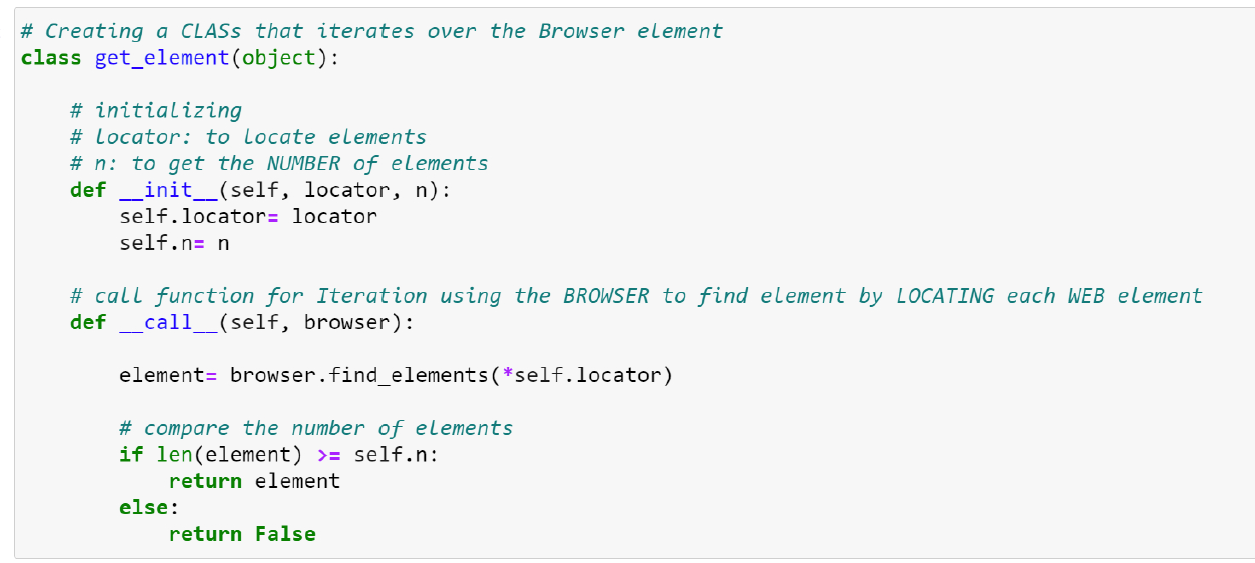 # Creating a CLASs that iterates over the Browser element
class get_element(object):
# initializing
# locator: to locate elements
# n: to get the NUMBER of elements
def __init__(self, locator, n):
self.locator= locator
self.n= n
# call function for Iteration using the BROWSER to find element by LOCATING each WEB element
def __call__(self, browser):
element= browser.find_elements(*self.locator)
# compare the number of elements
if len(element) >= self.n:
return element
else:
return False